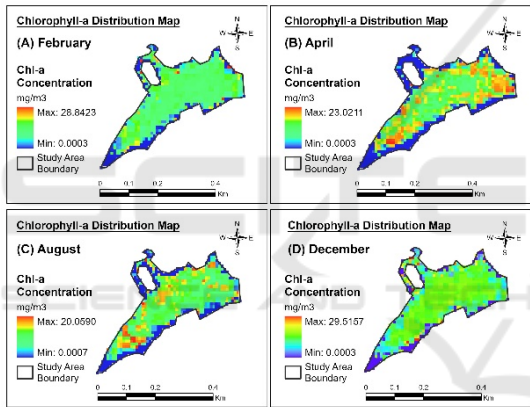 Chlorophyll-a Distribution Map
N
W E
S
(A) February
Chl-a
Concentration
mg/m3
Max: 28.8423
Min: 0.0003
Study Area
Boundary
0 0.1 0.2 0.4
Km
Chlorophyll-a Distribution Map
N
W E
S
(B) April
Chl-a
Concentration
mg/m3
Max: 23.0211
Min: 0.0003
Study Area
Boundary
0 0.1 0.2 0.4
Km
Chlorophyll-a Distribution Map
N
W E
S
(C) August
Chl-a
Concentration
mg/m3
Max: 20.0590
Min: 0.0007
Study Area
Boundary
0 0.1 0.2 0.4
Km
Chlorophyll-a Distribution Map
N
W E
S
(D) December
Chl-a
Concentration
mg/m3
Max: 29.5157
Min: 0.0003
Study Area
Boundary
0 0.1 0.2 0.4
Km